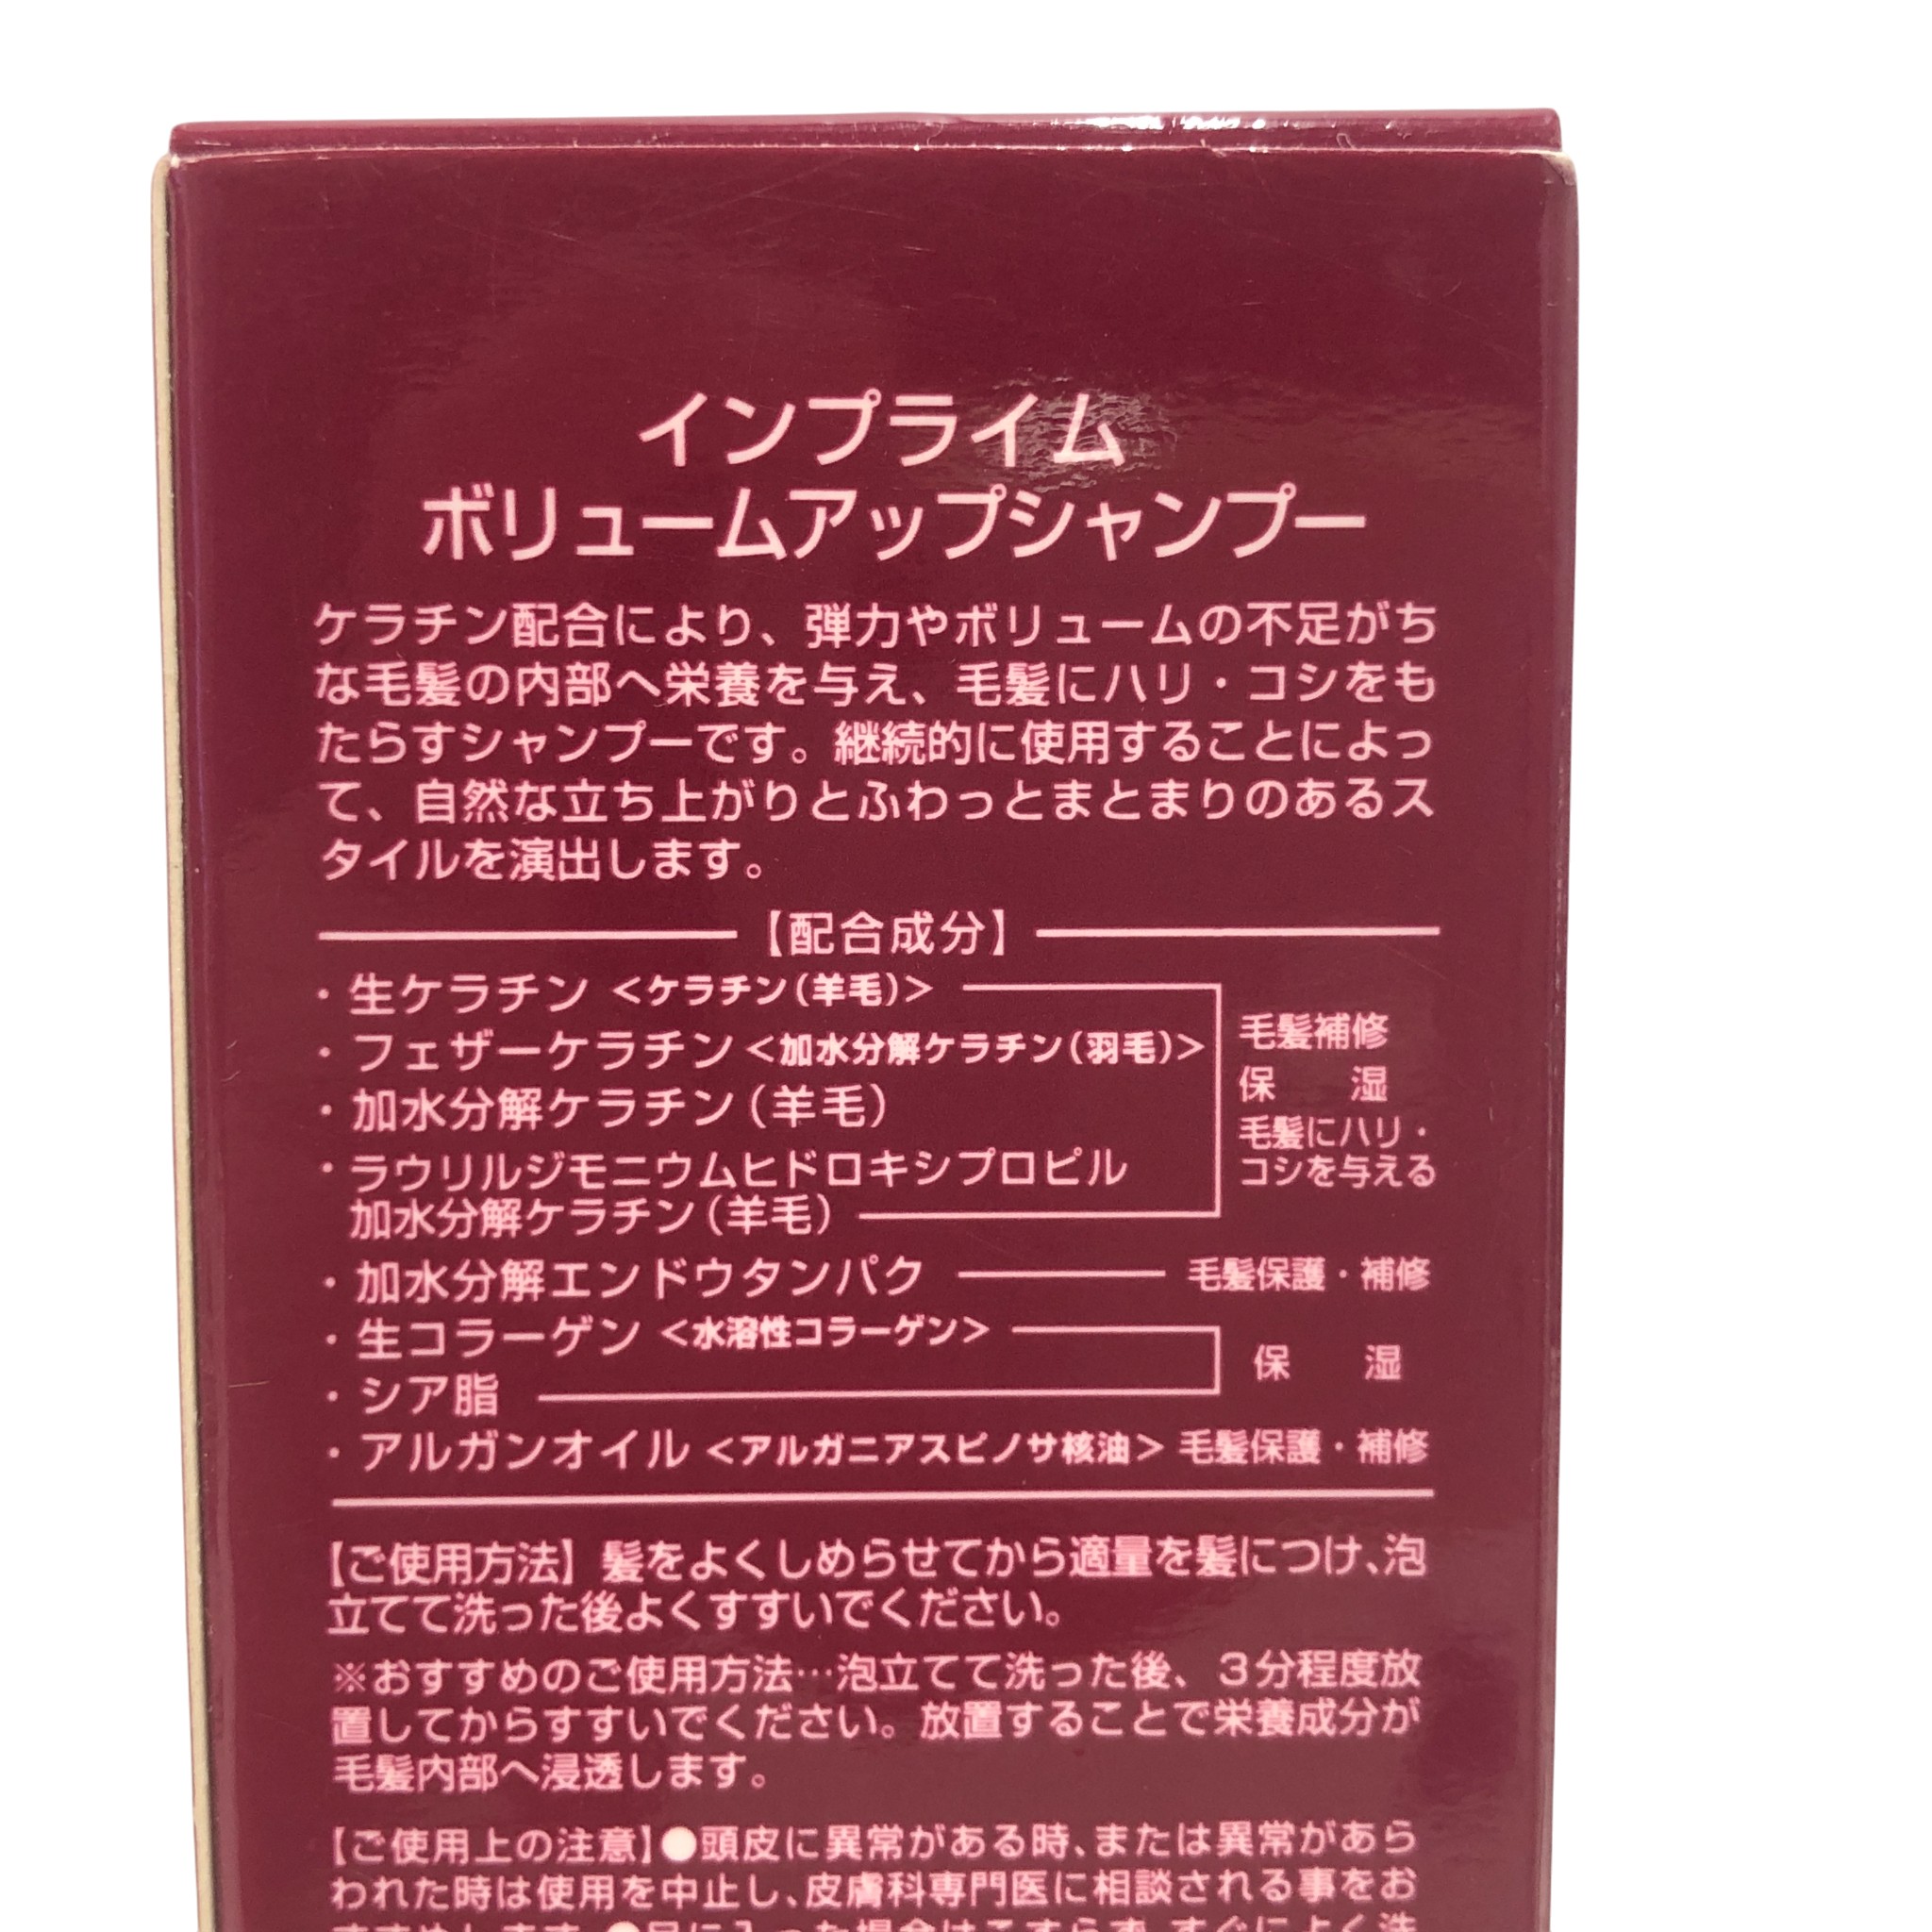 インプライム
ボリュームアップシャンプー
ケラチン配合により、弾力やボリュームの不足がち
な毛髪の内部へ栄養を与え、毛髪にハリ・コシをも
たらすシャンプーです。継続的に使用することによっ
て、自然な立ち上がりとふわっとまとまりのあるス
タイルを演出します。
【配合成分】
・生ケラチン<ケラチン(羊毛)>
・フェザーケラチン<加水分解ケラチン(羽毛)>
・加水分解ケラチン(羊毛)
・ラウリルジモニウムヒドロキシプロピル
加水分解ケラチン(羊毛)
毛髪補修
保 湿
毛髪にハリ・
コシを与える
・加水分解エンドウタンパク 毛髪保護・補修
・生コラーゲン<水溶性コラーゲン>
・シア脂
保 湿
・アルガンオイル<アルガニアスピノサ核油> 毛髪保護・補修
【ご使用方法】髪をよくしめらせてから適量を髪につけ、泡
立てて洗った後よくすすいでください。
※おすすめのご使用方法…泡立てて洗った後、3分程度放
置してからすすいでください。放置することで栄養成分が
毛髪内部へ浸透します。
【ご使用上の注意】●頭皮に異常がある時、または異常があら
われた時は使用を中止し、皮膚科専門医に相談される事をお